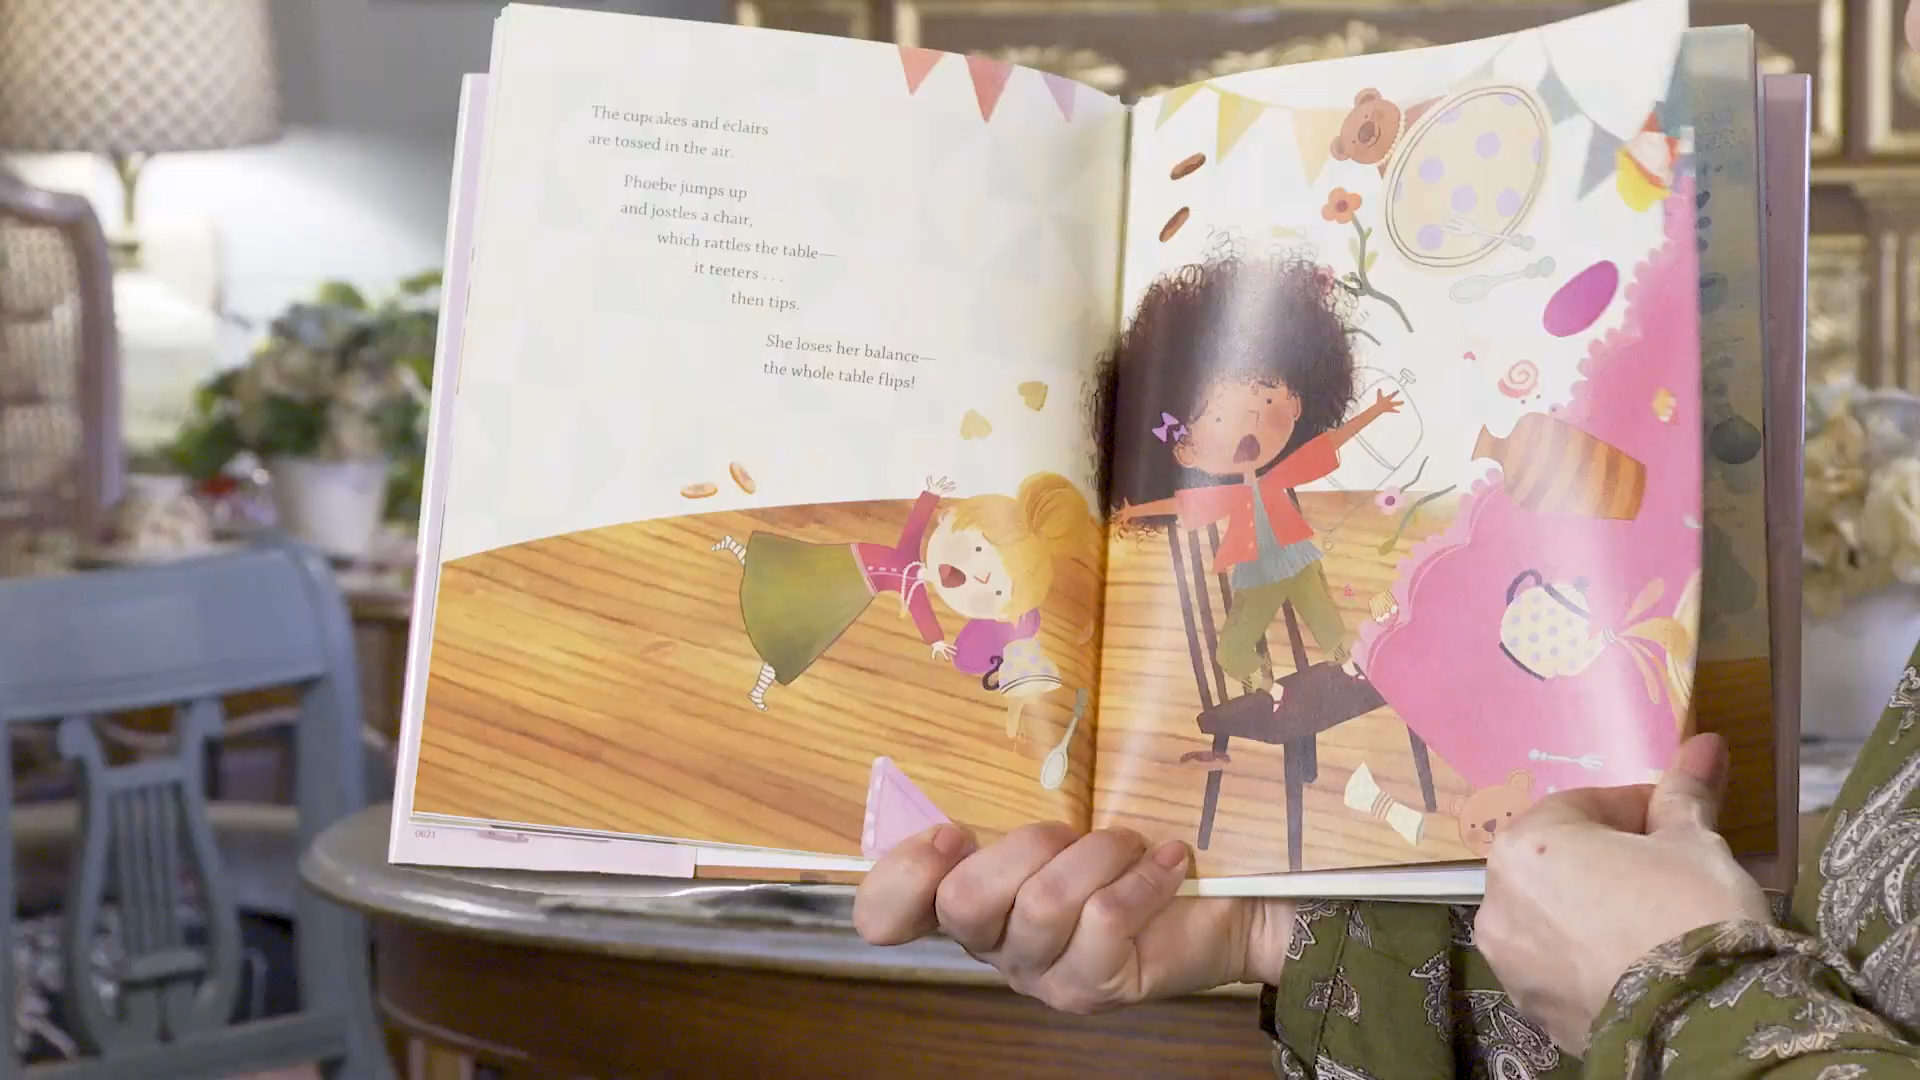 The cupcakes and éclairs
are tossed in the air.
Phoebe jumps up
and jostles a chair,
which rattles the table—
it teeters . . .
then tips.
She loses her balance—
the whole table flips!
0621